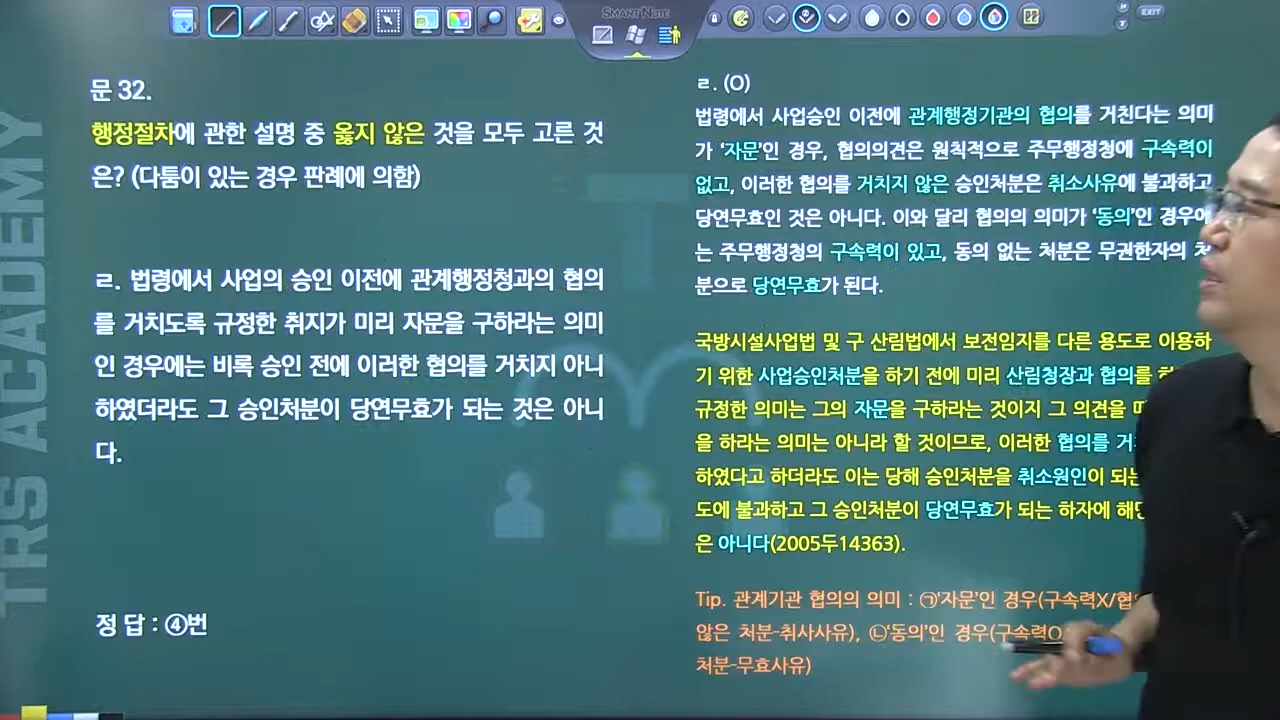 SMART NOTE
EXIT
TRS ACADEMY
문 32.
행정절차에 관한 설명 중 옳지 않은 것을 모두 고른 것
은? (다툼이 있는 경우 판례에 의함)
ㄹ. 법령에서 사업의 승인 이전에 관계행정청과의 협의
를 거치도록 규정한 취지가 미리 자문을 구하라는 의미
인 경우에는 비록 승인 전에 이러한 협의를 거치지 아니
하였더라도 그 승인처분이 당연무효가 되는 것은 아니
다.
정 답 : ④번
ㄹ. (O)
법령에서 사업승인 이전에 관계행정기관의 협의를 거친다는 의미
가 ‘자문’인 경우, 협의의견은 원칙적으로 주무행정청에 구속력이
없고, 이러한 협의를 거치지 않은 승인처분은 취소사유에 불과하고
당연무효인 것은 아니다. 이와 달리 협의의 의미가 ‘동의’인 경우에
는 주무행정청의 구속력이 있고, 동의 없는 처분은 무권한자의 처
분으로 당연무효가 된다.
국방시설사업법 및 구 산림법에서 보전임지를 다른 용도로 이용하
기 위한 사업승인처분을 하기 전에 미리 산림청장과 협의를
규정한 의미는 그의 자문을 구하라는 것이지 그 의견을
을 하라는 의미는 아니라 할 것이므로, 이러한 협의를
하였다고 하더라도 이는 당해 승인처분을 취소원인이 되는
도에 불과하고 그 승인처분이 당연무효가 되는 하자에
은 아니다(2005두14363).
Tip. 관계기관 협의의 의미 : ㉠‘자문’인 경우(구속력X/
않은 처분-취사사유), ㉡‘동의’인 경우(구속력O
처분-무효사유)